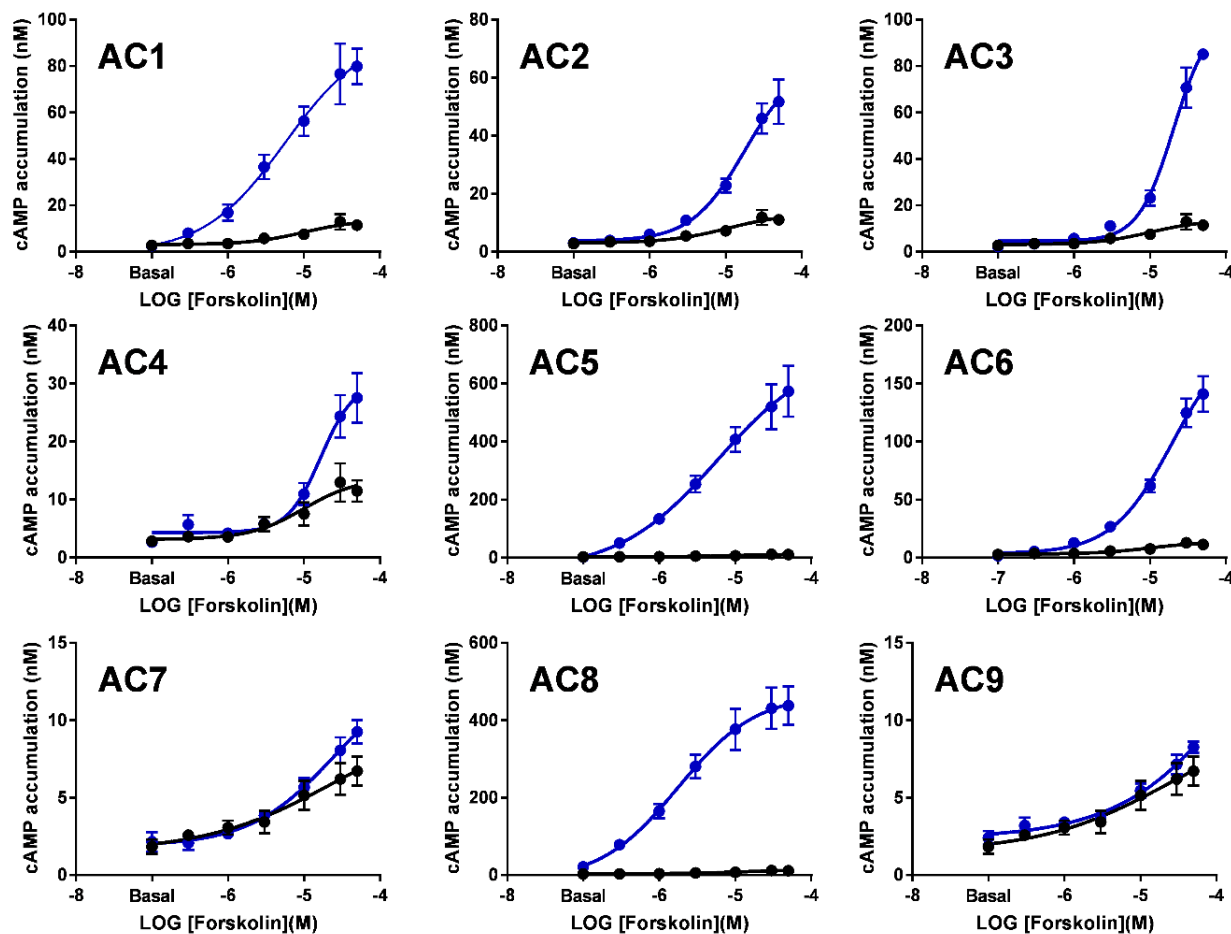 AC1
cAMP accumulation (nM)
100
80
60
40
20
0
-8
Basal
-6
-5
-4
LOG [Forskolin](M)
AC2
cAMP accumulation (nM)
80
60
40
20
0
-8
Basal
-6
-5
-4
LOG [Forskolin](M)
AC3
cAMP accumulation (nM)
100
80
60
40
20
0
-8
Basal
-6
-5
-4
LOG [Forskolin](M)
AC4
cAMP accumulation (nM)
40
30
20
10
0
-8
Basal
-6
-5
-4
LOG [Forskolin](M)
AC5
cAMP accumulation (nM)
800
600
400
200
0
-8
Basal
-6
-5
-4
LOG [Forskolin](M)
AC6
cAMP accumulation (nM)
200
150
100
50
0
-8
-7
-6
-5
-4
LOG [Forskolin](M)
AC7
cAMP accumulation (nM)
15
10
5
0
-8
Basal
-6
-5
-4
LOG [Forskolin](M)
AC8
cAMP accumulation (nM)
600
400
200
0
-8
Basal
-6
-5
-4
LOG [Forskolin](M)
AC9
cAMP accumulation (nM)
15
10
5
0
-8
Basal
-6
-5
-4
LOG [Forskolin](M)